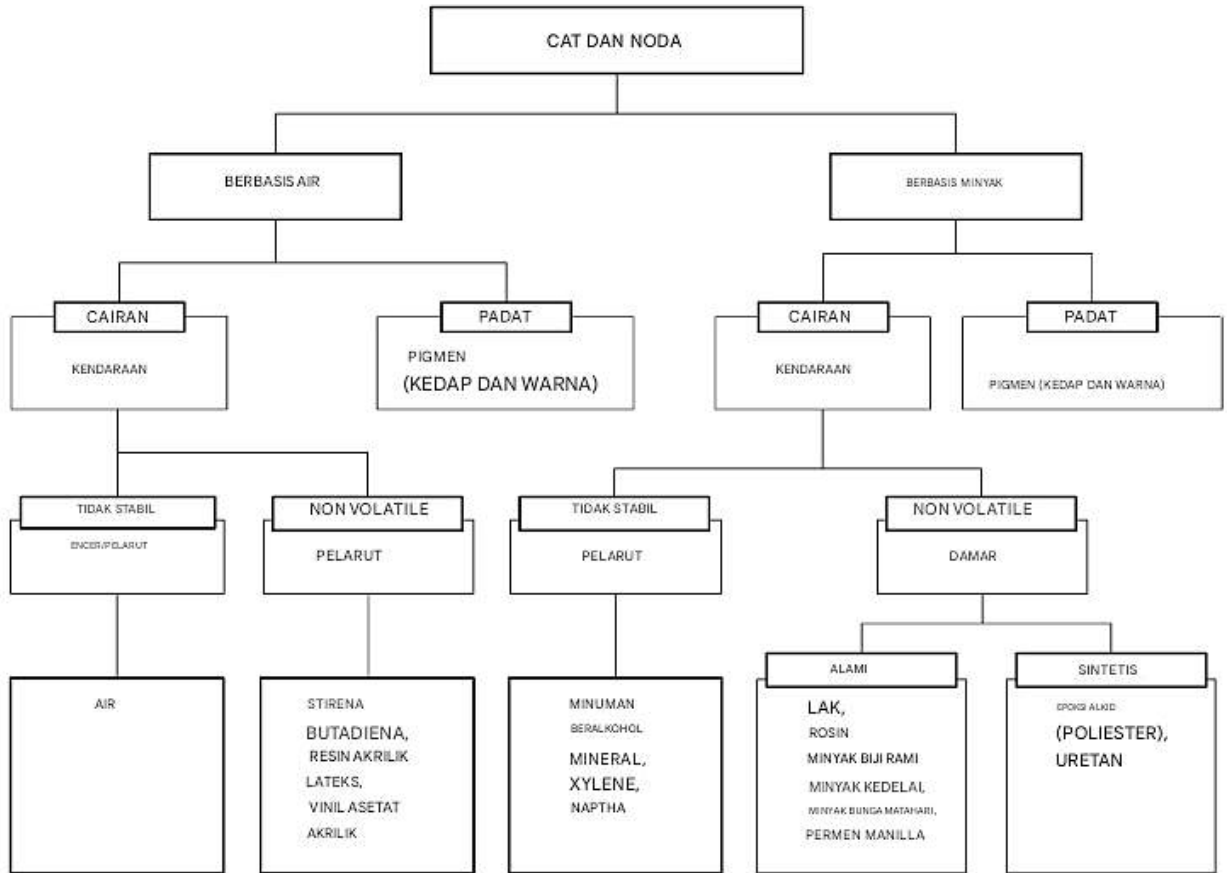 CAT DAN NODA
BERBASIS AIR
BERBASIS MINYAK
CAIRAN
KENDARAAN
PADAT
PIGMEN
(KEDAP DAN WARNA)
CAIRAN
KENDARAAN
PADAT
PIGMEN (KEDAP DAN WARNA)
TIDAK STABIL
ENCER/PELARUT
NON VOLATILE
PELARUT
TIDAK STABIL
PELARUT
NON VOLATILE
DAMAR
AIR
STIRENA
BUTADIENA,
RESIN AKRILIK
LATEKS,
VINIL ASETAT
AKRILIK
MINUMAN
BERALKOHOL
MINERAL,
XYLENE,
NAPTHA
ALAMI
LAK,
ROSIN
MINYAK BIJI RAMI
MINYAK KEDELAI,
MINYAK BUNGA MATAHARI,
PERMEN MANILLA
SINTETIS
EPOKSI ALKID
(POLIESTER),
URETAN